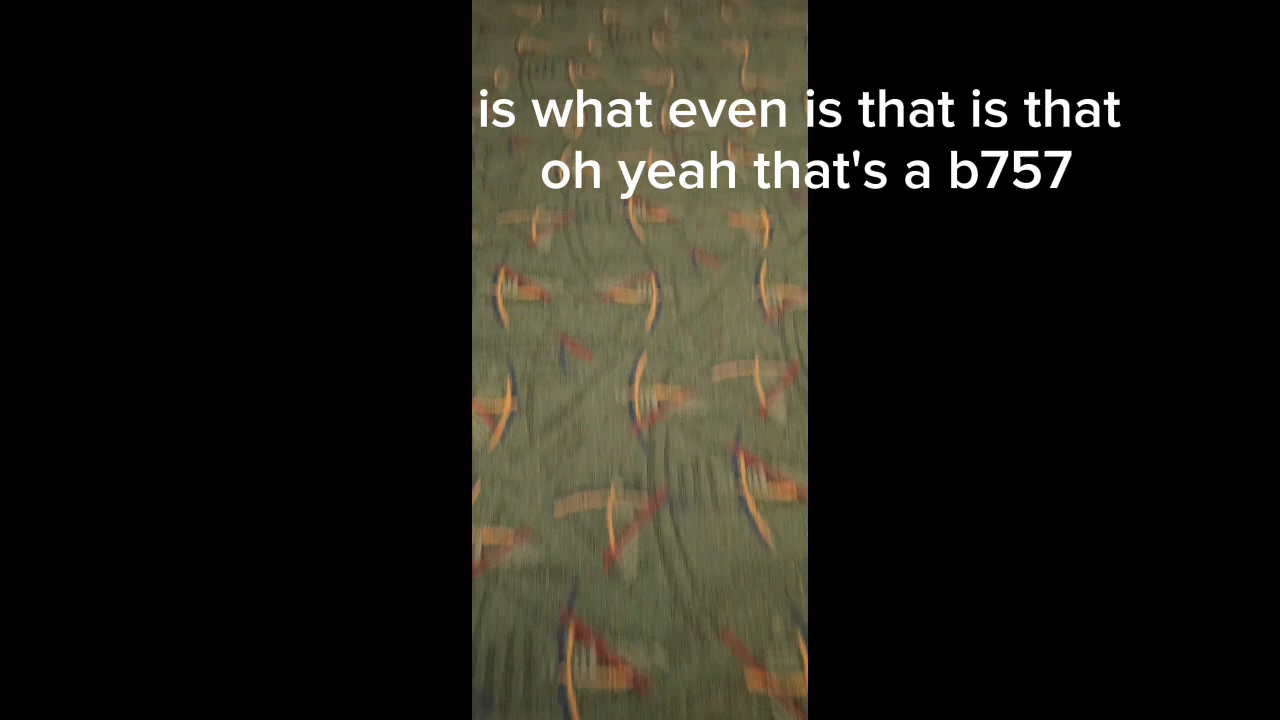 is what even is that is that
oh yeah that's a b757